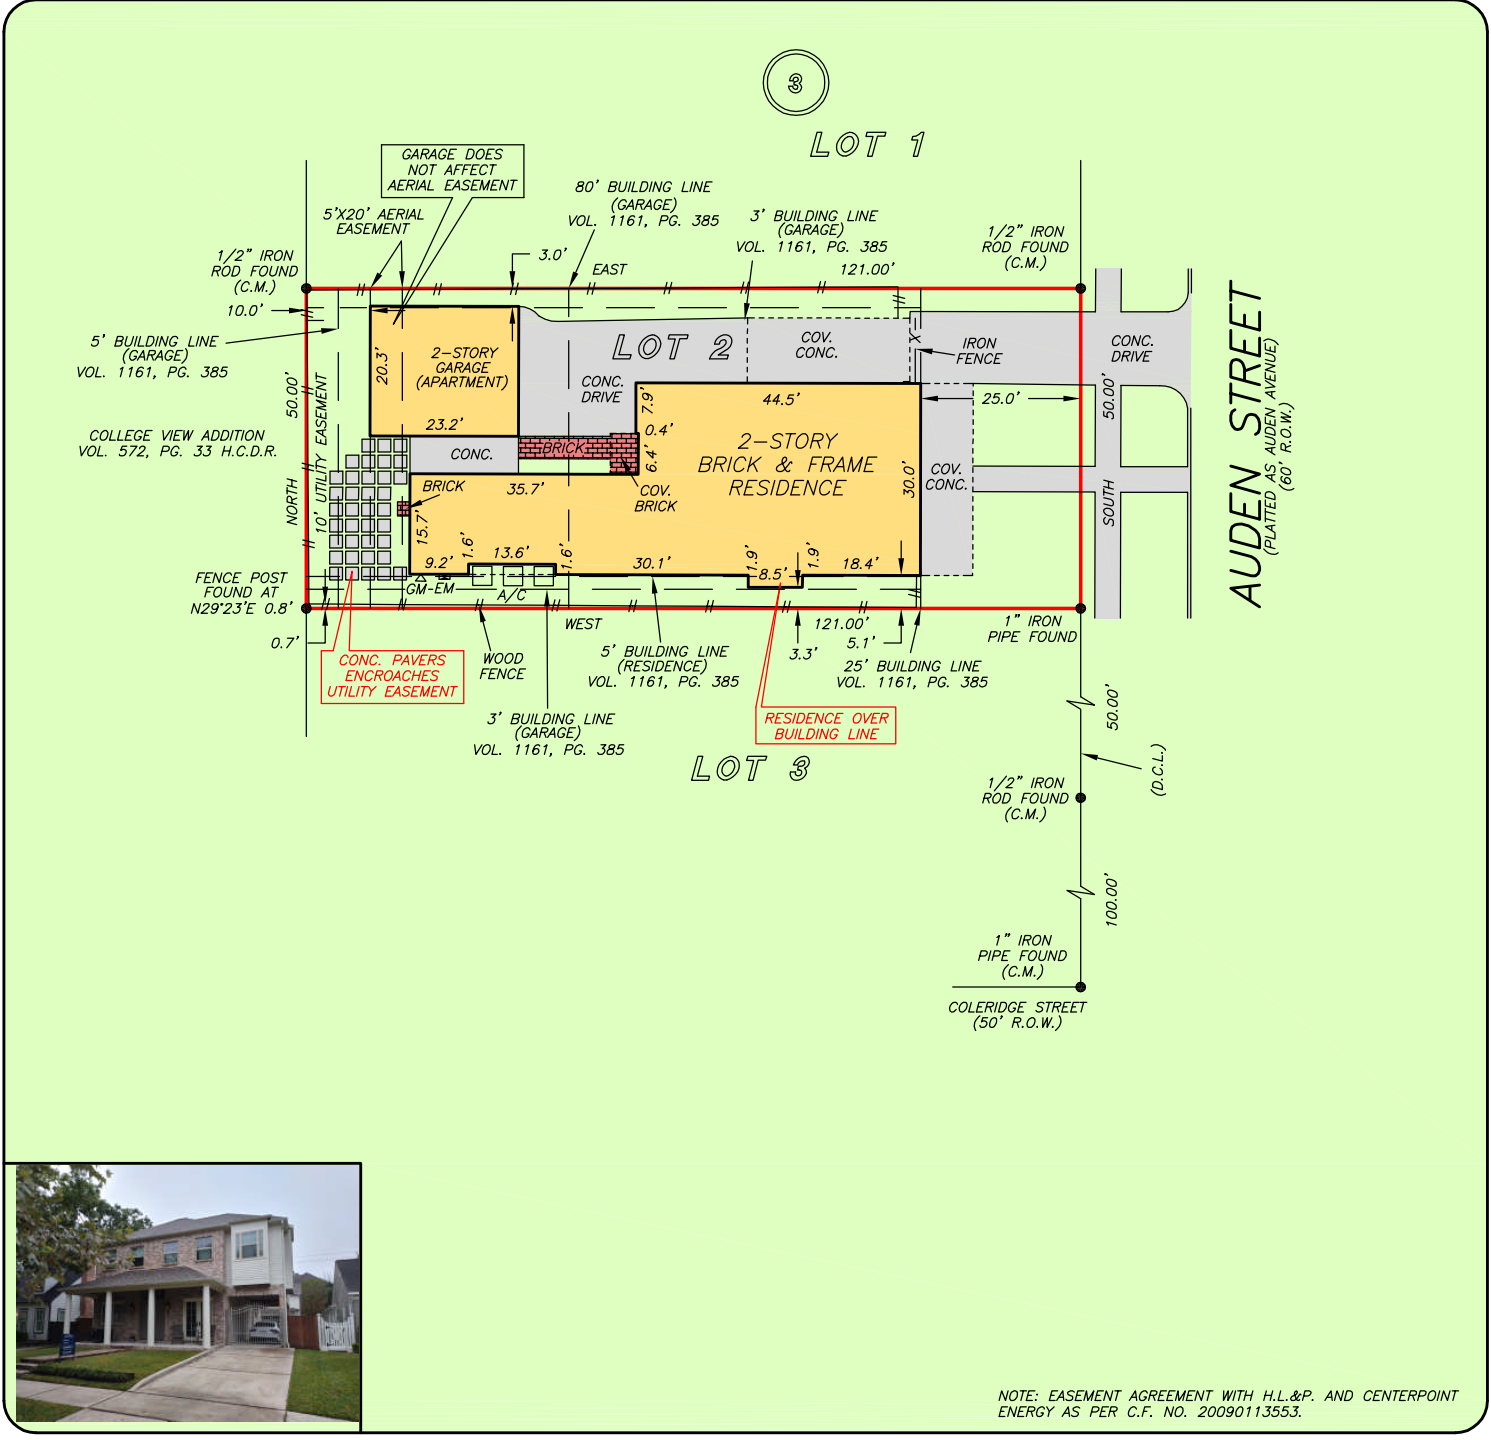 3
LOT 1
GARAGE DOES
NOT AFFECT
AERIAL EASEMENT
80' BUILDING LINE
(GARAGE)
VOL. 1161, PG. 385
5'X20' AERIAL
EASEMENT
3' BUILDING LINE
(GARAGE)
VOL. 1161, PG. 385
1/2" IRON
ROD FOUND
(C.M.)
1/2" IRON
ROD FOUND
(C.M.)
3.0'
EAST
121.00'
10.0'
5' BUILDING LINE
(GARAGE)
VOL. 1161, PG. 385
20.3'
2-STORY
GARAGE
(APARTMENT)
23.2'
LOT 2
COV.
CONC.
X
IRON
FENCE
CONC.
DRIVE
CONC.
DRIVE
50.00'
NORTH
10' UTILITY EASEMENT
COLLEGE VIEW ADDITION
VOL. 572, PG. 33 H.C.D.R.
7.9'
44.5'
25.0'
50.00'
SOUTH
AUDEN STREET
(PLATTED AS AUDEN AVENUE)
(60' R.O.W.)
0.4'
6.4'
CONC.
BRICK
2-STORY
BRICK & FRAME
RESIDENCE
30.0'
COV.
CONC.
BRICK
35.7'
COV.
BRICK
15.7'
9.2'
1.6'
13.6'
1.6'
30.1'
1.9'
8.5'
1.9'
18.4'
GM-EM
A/C
FENCE POST
FOUND AT
N29°23'E 0.8'
0.7'
WEST
121.00'
3.3'
5.1'
1" IRON
PIPE FOUND
CONC. PAVERS
ENCROACHES
UTILITY EASEMENT
WOOD
FENCE
5' BUILDING LINE
(RESIDENCE)
VOL. 1161, PG. 385
25' BUILDING LINE
VOL. 1161, PG. 385
3' BUILDING LINE
(GARAGE)
VOL. 1161, PG. 385
RESIDENCE OVER
BUILDING LINE
LOT 3
50.00'
(D.C.L.)
1/2" IRON
ROD FOUND
(C.M.)
100.00'
1" IRON
PIPE FOUND
(C.M.)
COLERIDGE STREET
(50' R.O.W.)
NOTE: EASEMENT AGREEMENT WITH H.L.&P. AND CENTERPOINT
ENERGY AS PER C.F. NO. 20090113553.